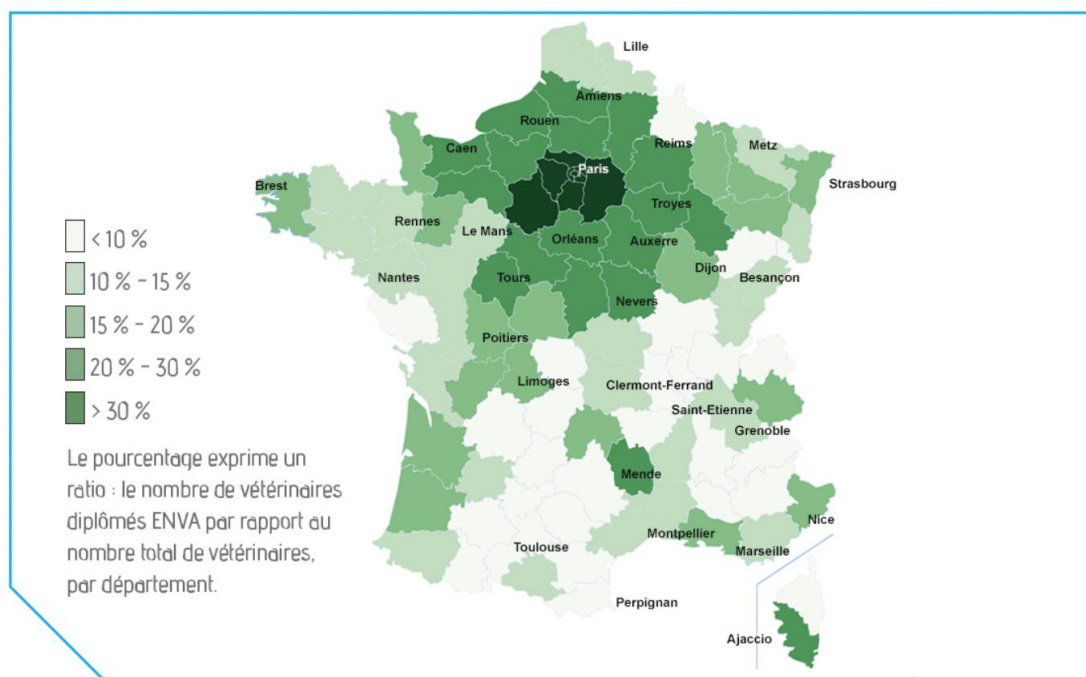 Lille
Amiens
Rouen
Caen
Reims
Metz
Paris
Strasbourg
Brest
Rennes
Troyes
Le Mans
Orléans
Auxerre
Nantes
Tours
Dijon
Besançon
Nevers
Poitiers
Limoges
Clermont-Ferrand
Saint-Etienne
Grenoble
Mende
Nice
Montpellier
Toulouse
Marseille
Perpignan
Ajaccio
< 10 %
10 % - 15 %
15 % - 20 %
20 % - 30 %
> 30 %
Le pourcentage exprime un
ratio : le nombre de vétérinaires
diplômés ENVA par rapport au
nombre total de vétérinaires,
par département.